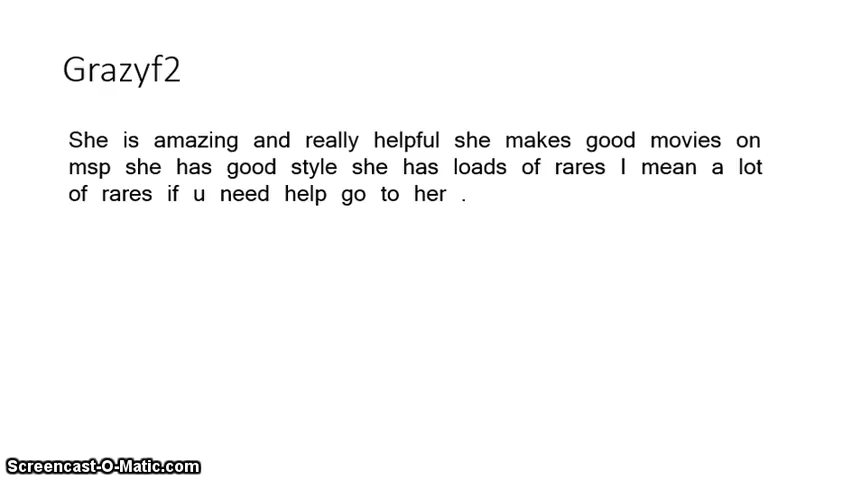 Grazyf2
She is amazing and really helpful she makes good movies on
msp she has good style she has loads of rares I mean a lot
of rares if u need help go to her .
Screencast-O-Matic.com